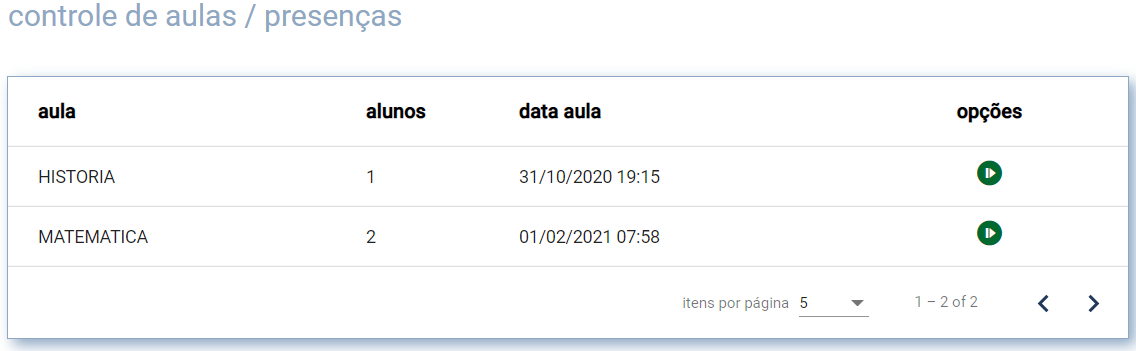 controle de aulas / presenças
aula alunos data aula opções
HISTORIA 1 31/10/2020 19:15
MATEMATICA 2 01/02/2021 07:58
itens por página 5 1 – 2 of 2